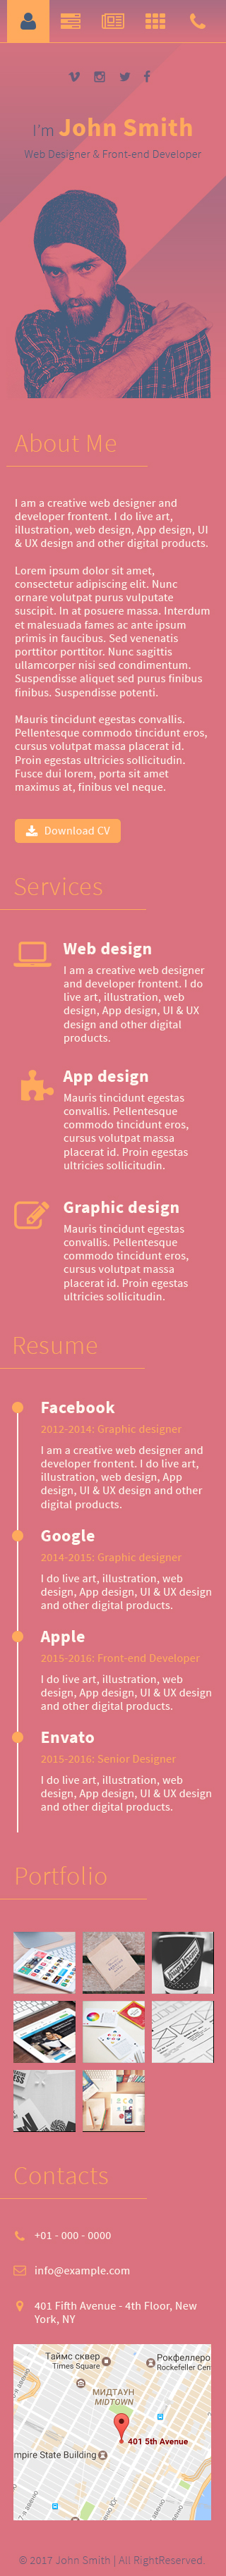 I'm John Smith
Web Designer & Front-end Developer
About Me
I am a creative web designer and
developer frontent. I do live art,
illustration, web design, App design, UI
& UX design and other digital products.
Lorem ipsum dolor sit amet,
consectetur adipiscing elit. Nunc
ornare volutpat purus vulputate
suscipit. In at posuere massa. Interdum
et malesuada fames ac ante ipsum
primis in faucibus. Sed venenatis
porttitor porttitor. Nunc sagittis
ullamcorper nisi sed condimentum.
Suspendisse aliquet sed purus finibus
finibus. Suspendisse potenti.
Mauris tincidunt egestas convallis.
Pellentesque commodo tincidunt eros,
cursus volutpat massa placerat id.
Proin egestas ultricies sollicitudin.
Fusce dui lorem, porta sit amet
maximus at, finibus vel neque.
Download CV
Services
Web design
I am a creative web designer
and developer frontent. I do
live art, illustration, web
design, App design, UI & UX
design and other digital
products.
App design
Mauris tincidunt egestas
convallis. Pellentesque
commodo tincidunt eros,
cursus volutpat massa
placerat id. Proin egestas
ultricies sollicitudin.
Graphic design
Mauris tincidunt egestas
convallis. Pellentesque
commodo tincidunt eros,
cursus volutpat massa
placerat id. Proin egestas
ultricies sollicitudin.
Resume
Facebook
2012-2014: Graphic designer
I am a creative web designer and
developer frontent. I do live art,
illustration, web design, App
design, UI & UX design and other
digital products.
Google
2014-2015: Graphic designer
I do live art, illustration, web
design, App design, UI & UX design
and other digital products.
Apple
2015-2016: Front-end Developer
I do live art, illustration, web
design, App design, UI & UX design
and other digital products.
Envato
2015-2016: Senior Designer
I do live art, illustration, web
design, App design, UI & UX design
and other digital products.
Portfolio
Contacts
+01 - 000 - 0000
info@example.com
401 Fifth Avenue - 4th Floor, New
York, NY
Таймс сквер
Times Square
Рокфеллеро
Rockefeller Cen
МИДТАУН
MIDTOWN
401 5th Avenue
mpire State Building
© 2017 John Smith | All RightReserved.